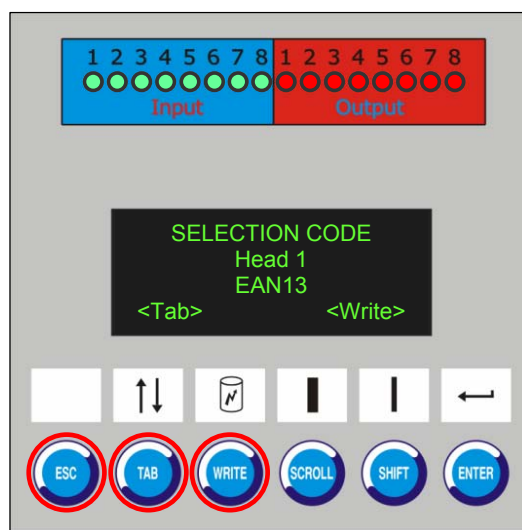 1 2 3 4 5 6 7 8 1 2 3 4 5 6 7 8
Input Output
SELECTION CODE
Head 1
EAN13
<Tab> <Write>
ESC TAB WRITE SCROLL SHIFT ENTER